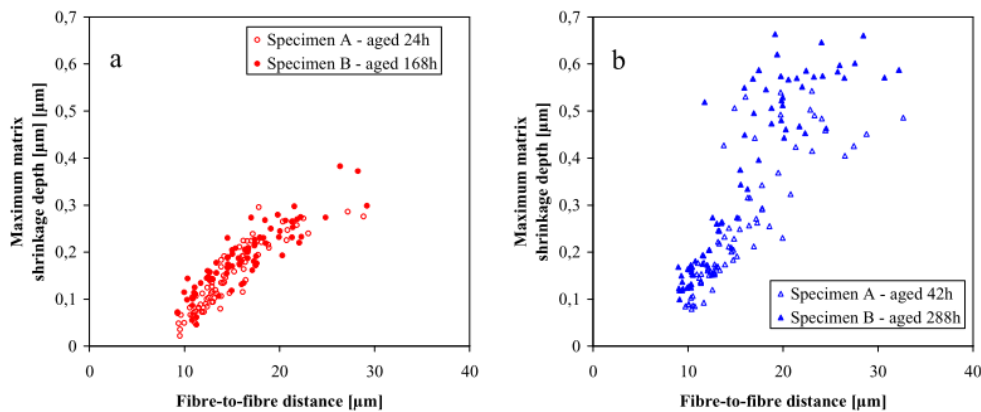 a
Specimen A - aged 24h
Specimen B - aged 168h
Maximum matrix
shrinkage depth [µm] [µm]
0,7
0,6
0,5
0,4
0,3
0,2
0,1
0
0
10
20
30
40
Fibre-to-fibre distance [µm]
b
Specimen A - aged 42h
Specimen B - aged 288h
Maximum matrix
shrinkage depth [µm]
0,7
0,6
0,5
0,4
0,3
0,2
0,1
0
0
10
20
30
40
Fibre-to-fibre distance [µm]